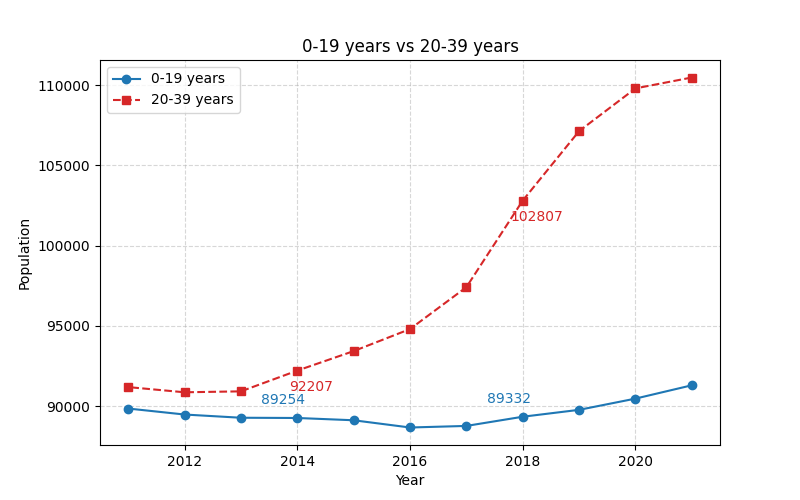 0-19 years vs 20-39 years
0-19 years
20-39 years
110000
105000
100000
95000
90000
Population
102807
92207
89254
89332
2012
2014
2016
2018
2020
Year